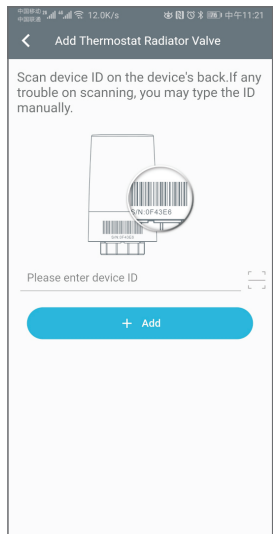 中国移动 中国联通 12.0K/s 中午11:21
Add Thermostat Radiator Valve
Scan device ID on the device's back.If any
trouble on scanning, you may type the ID
manually.
S/N:0F43E6
S/N:0F43E6
Please enter device ID
+ Add